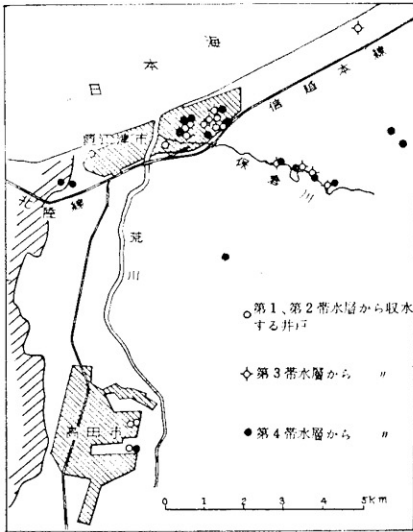 日本海
信越本線
直江津市
保倉川
北陸線
荒川
第1、第2帯水層から収水
する井戸
第3帯水層から 〃
第4帯水層から 〃
高田市
0 1 2 3 4 5km